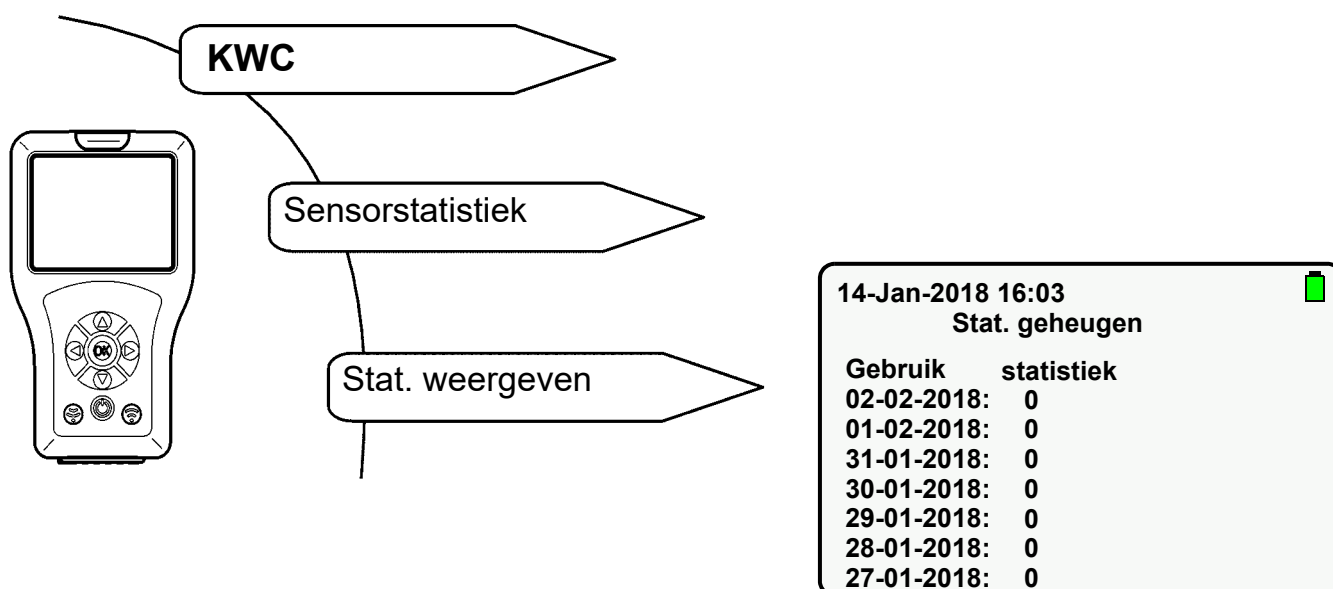 KWC
Sensorstatistiek
Stat. weergeven
OK
14-Jan-2018 16:03
Stat. geheugen
Gebruik statistiek
02-02-2018: 0
01-02-2018: 0
31-01-2018: 0
30-01-2018: 0
29-01-2018: 0
28-01-2018: 0
27-01-2018: 0